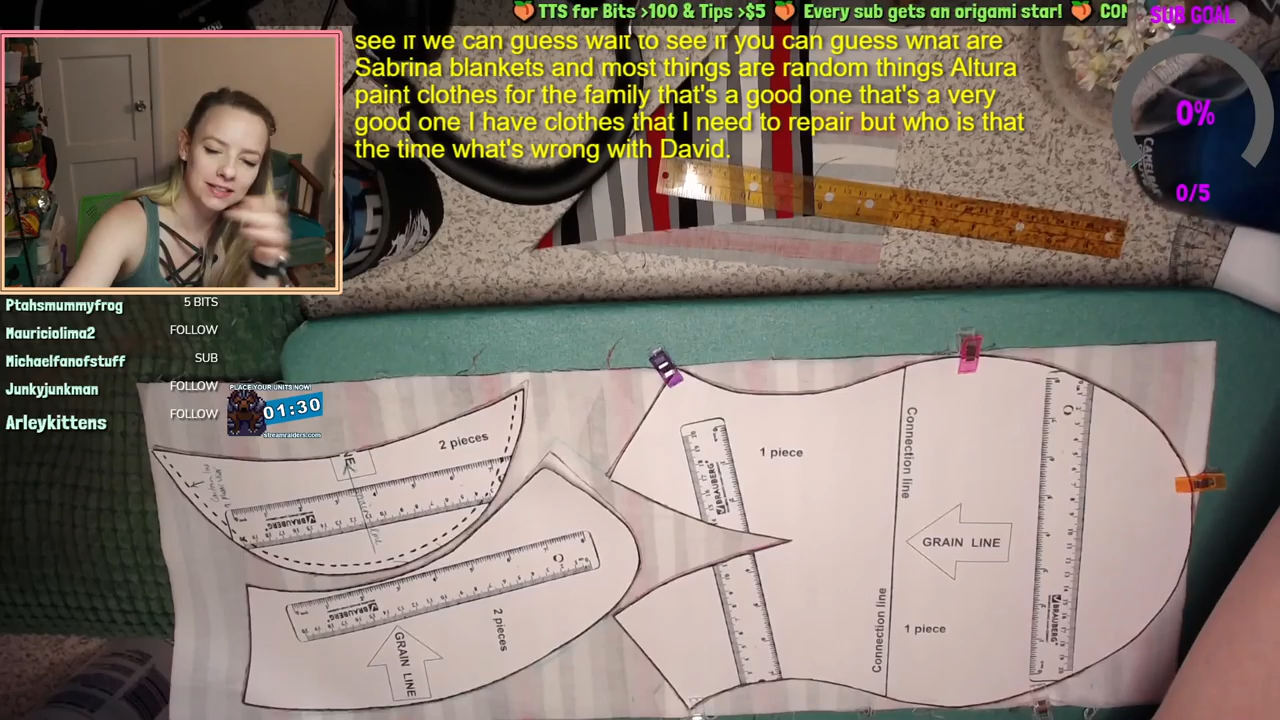 TTS for Bits >100 & Tips >$5 Every sub gets an origami star! CO
SUB GOAL
see if we can guess wait to see if you can guess what are
Sabrina blankets and most things are random things Altura
paint clothes for the family that's a good one that's a very
good one I have clothes that I need to repair but who is that
the time what's wrong with David.
0%
0/5
Ptahsmummyfrog 5 BITS
Mauriciolima2 FOLLOW
Michaelfanofstuff SUB
Junkyjunkman FOLLOW
Arleykittens FOLLOW
PLACE YOUR UNITS NOW!
01:30
streamraiders.com
2 pieces
BRAUBERG
2 pieces
BRAUBERG
GRAIN LINE
1 piece
BRAUBERG
Connection line
GRAIN LINE
Connection line
1 piece
BRAUBERG